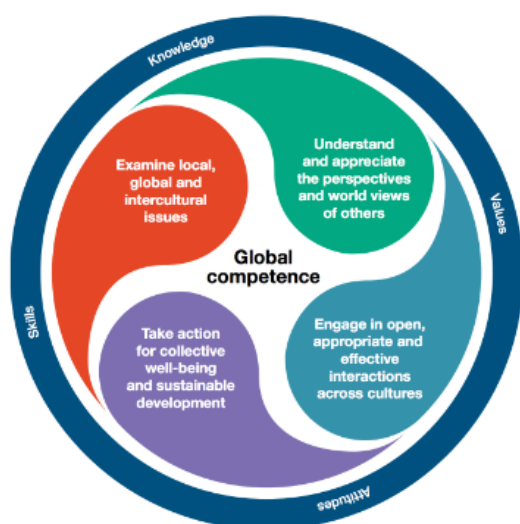 Knowledge
Examine local,
global and
intercultural
issues
Understand
and appreciate
the perspectives
and world views
of others
Values
Global
competence
Skills
Take action
for collective
well-being
and sustainable
development
Engage in open,
appropriate and
effective
interactions
across cultures
Attitudes